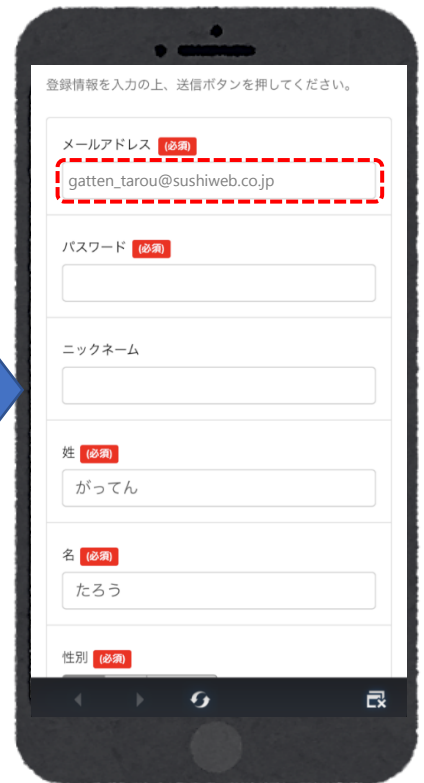 登録情報を入力の上、送信ボタンを押してください。
メールアドレス (必須)
gatten_tarou@sushiweb.co.jp
パスワード (必須)
ニックネーム
姓 (必須)
がってん
名 (必須)
たろう
性別 (必須)